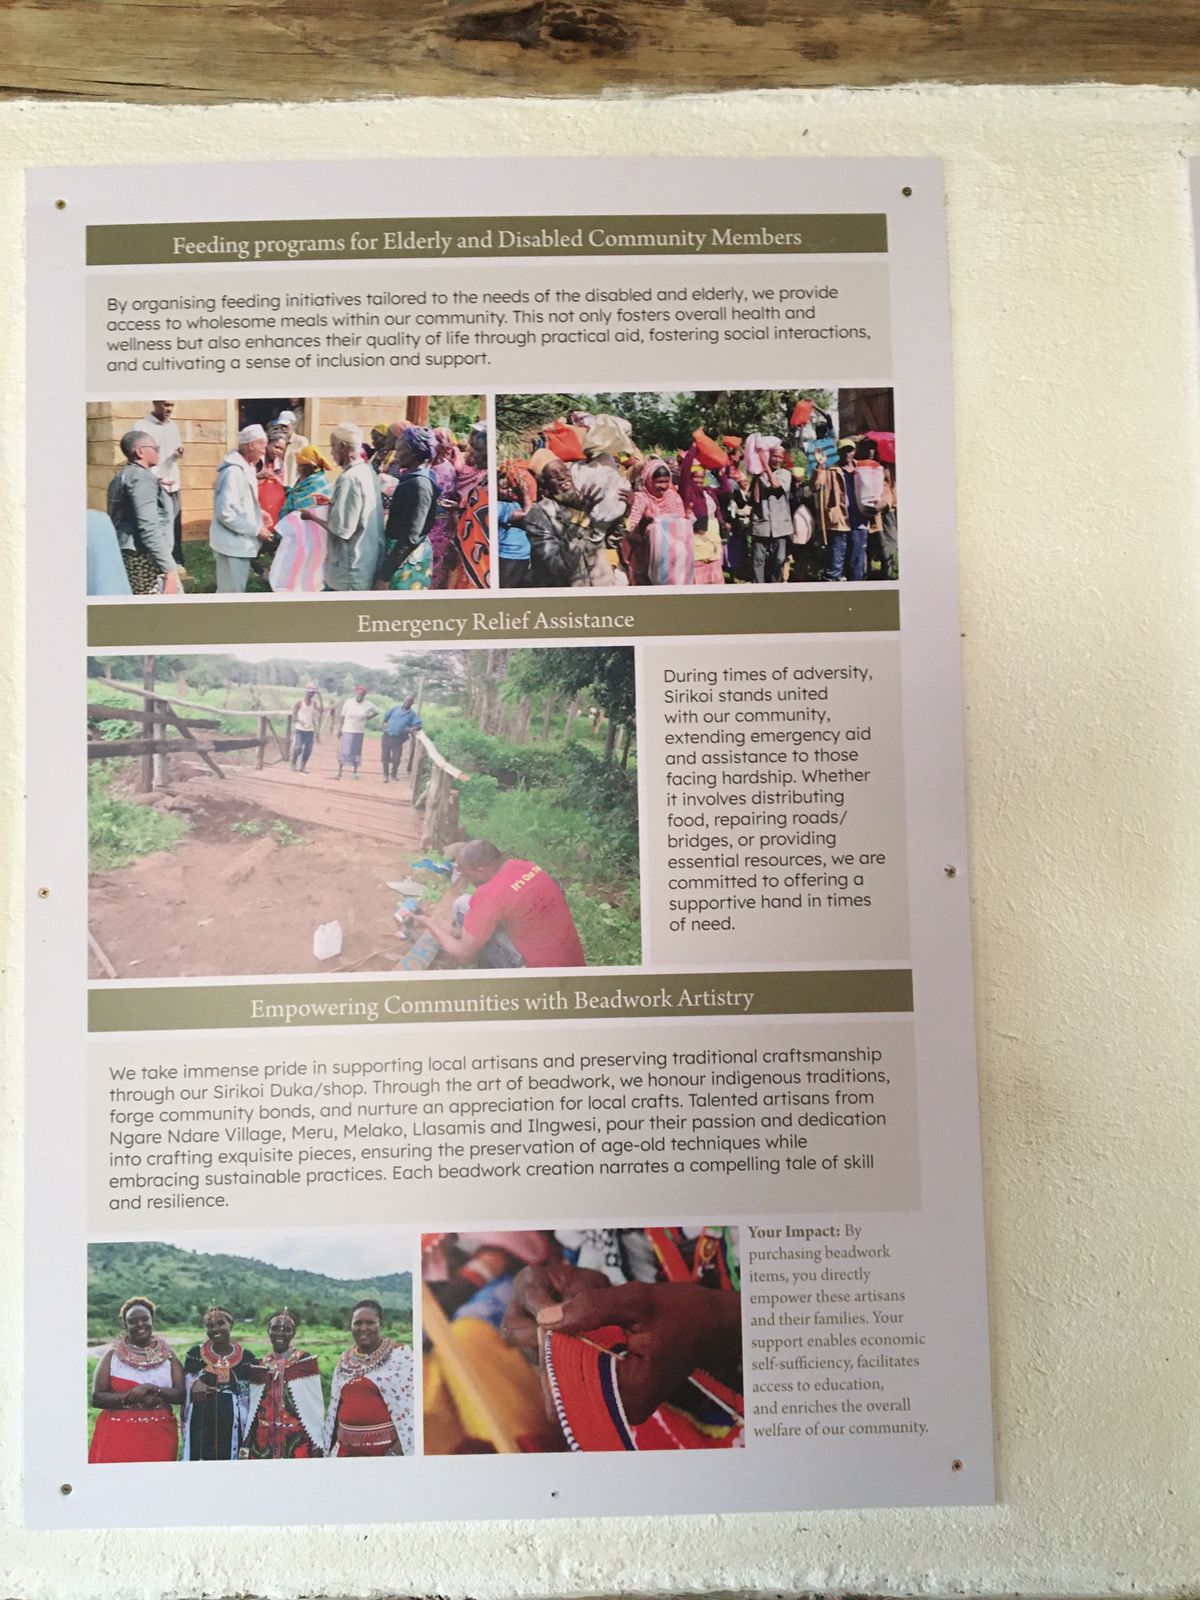 Feeding programs for Elderly and Disabled Community Members
By organising feeding initiatives tailored to the needs of the disabled and elderly, we provide
access to wholesome meals within our community. This not only fosters overall health and
wellness but also enhances their quality of life through practical aid, fostering social interactions,
and cultivating a sense of inclusion and support.
Emergency Relief Assistance
During times of adversity,
Sirikoi stands united
with our community,
extending emergency aid
and assistance to those
facing hardship. Whether
it involves distributing
food, repairing roads/
bridges, or providing
essential resources, we are
committed to offering a
supportive hand in times
of need.
It's Our
Empowering Communities with Beadwork Artistry
We take immense pride in supporting local artisans and preserving traditional craftsmanship
through our Sirikoi Duka/shop. Through the art of beadwork, we honour indigenous traditions,
forge community bonds, and nurture an appreciation for local crafts. Talented artisans from
Ngare Ndare Village, Meru, Melako, Llasamis and Ilngwesi, pour their passion and dedication
into crafting exquisite pieces, ensuring the preservation of age-old techniques while
embracing sustainable practices. Each beadwork creation narrates a compelling tale of skill
and resilience.
Your Impact: By
purchasing beadwork
items, you directly
empower these artisans
and their families. Your
support enables economic
self-sufficiency, facilitates
access to education,
and enriches the overall
welfare of our community.